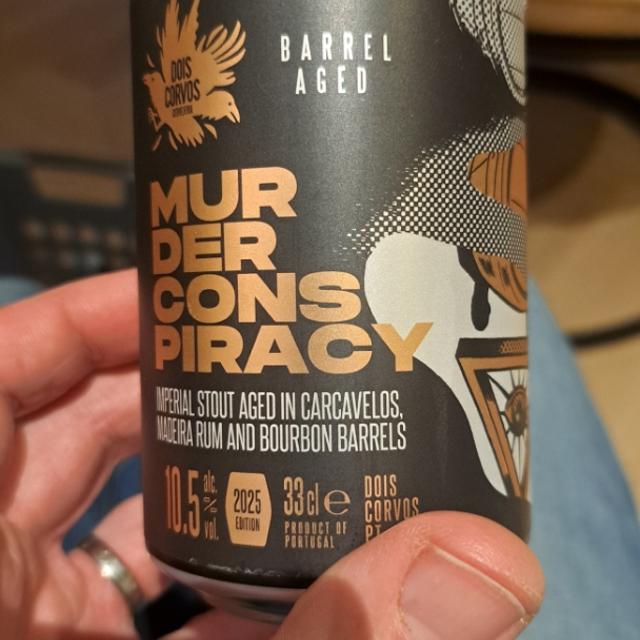 DOIS
CORVOS
CERVEJEIRA
BARREL
AGED
MUR
DER
CONS
PIRACY
IMPERIAL STOUT AGED IN CARCAVELOS,
MADEIRA RUM AND BOURBON BARRELS
10.5 alc. % vol.
2025
EDITION
33cl e
PRODUCT OF
PORTUGAL
DOIS
CORVOS
PT